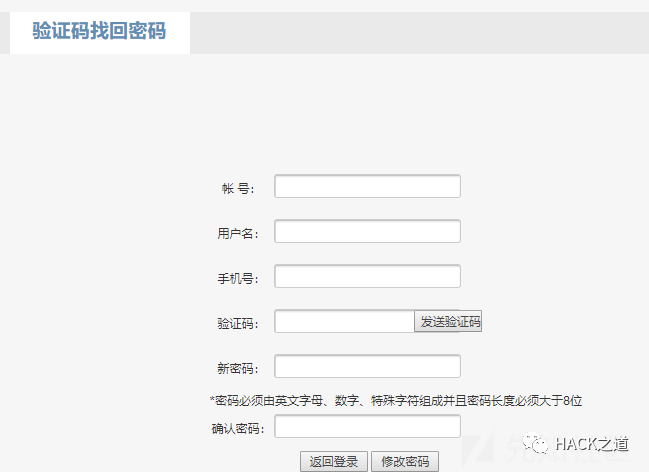 验证码找回密码
帐 号：
用户名：
手机号：
验证码： 发送验证码
新密码：
*密码必须由英文字母、数字、特殊字符组成并且密码长度必须大于8位
确认密码：
返回登录 修改密码
HACK之道